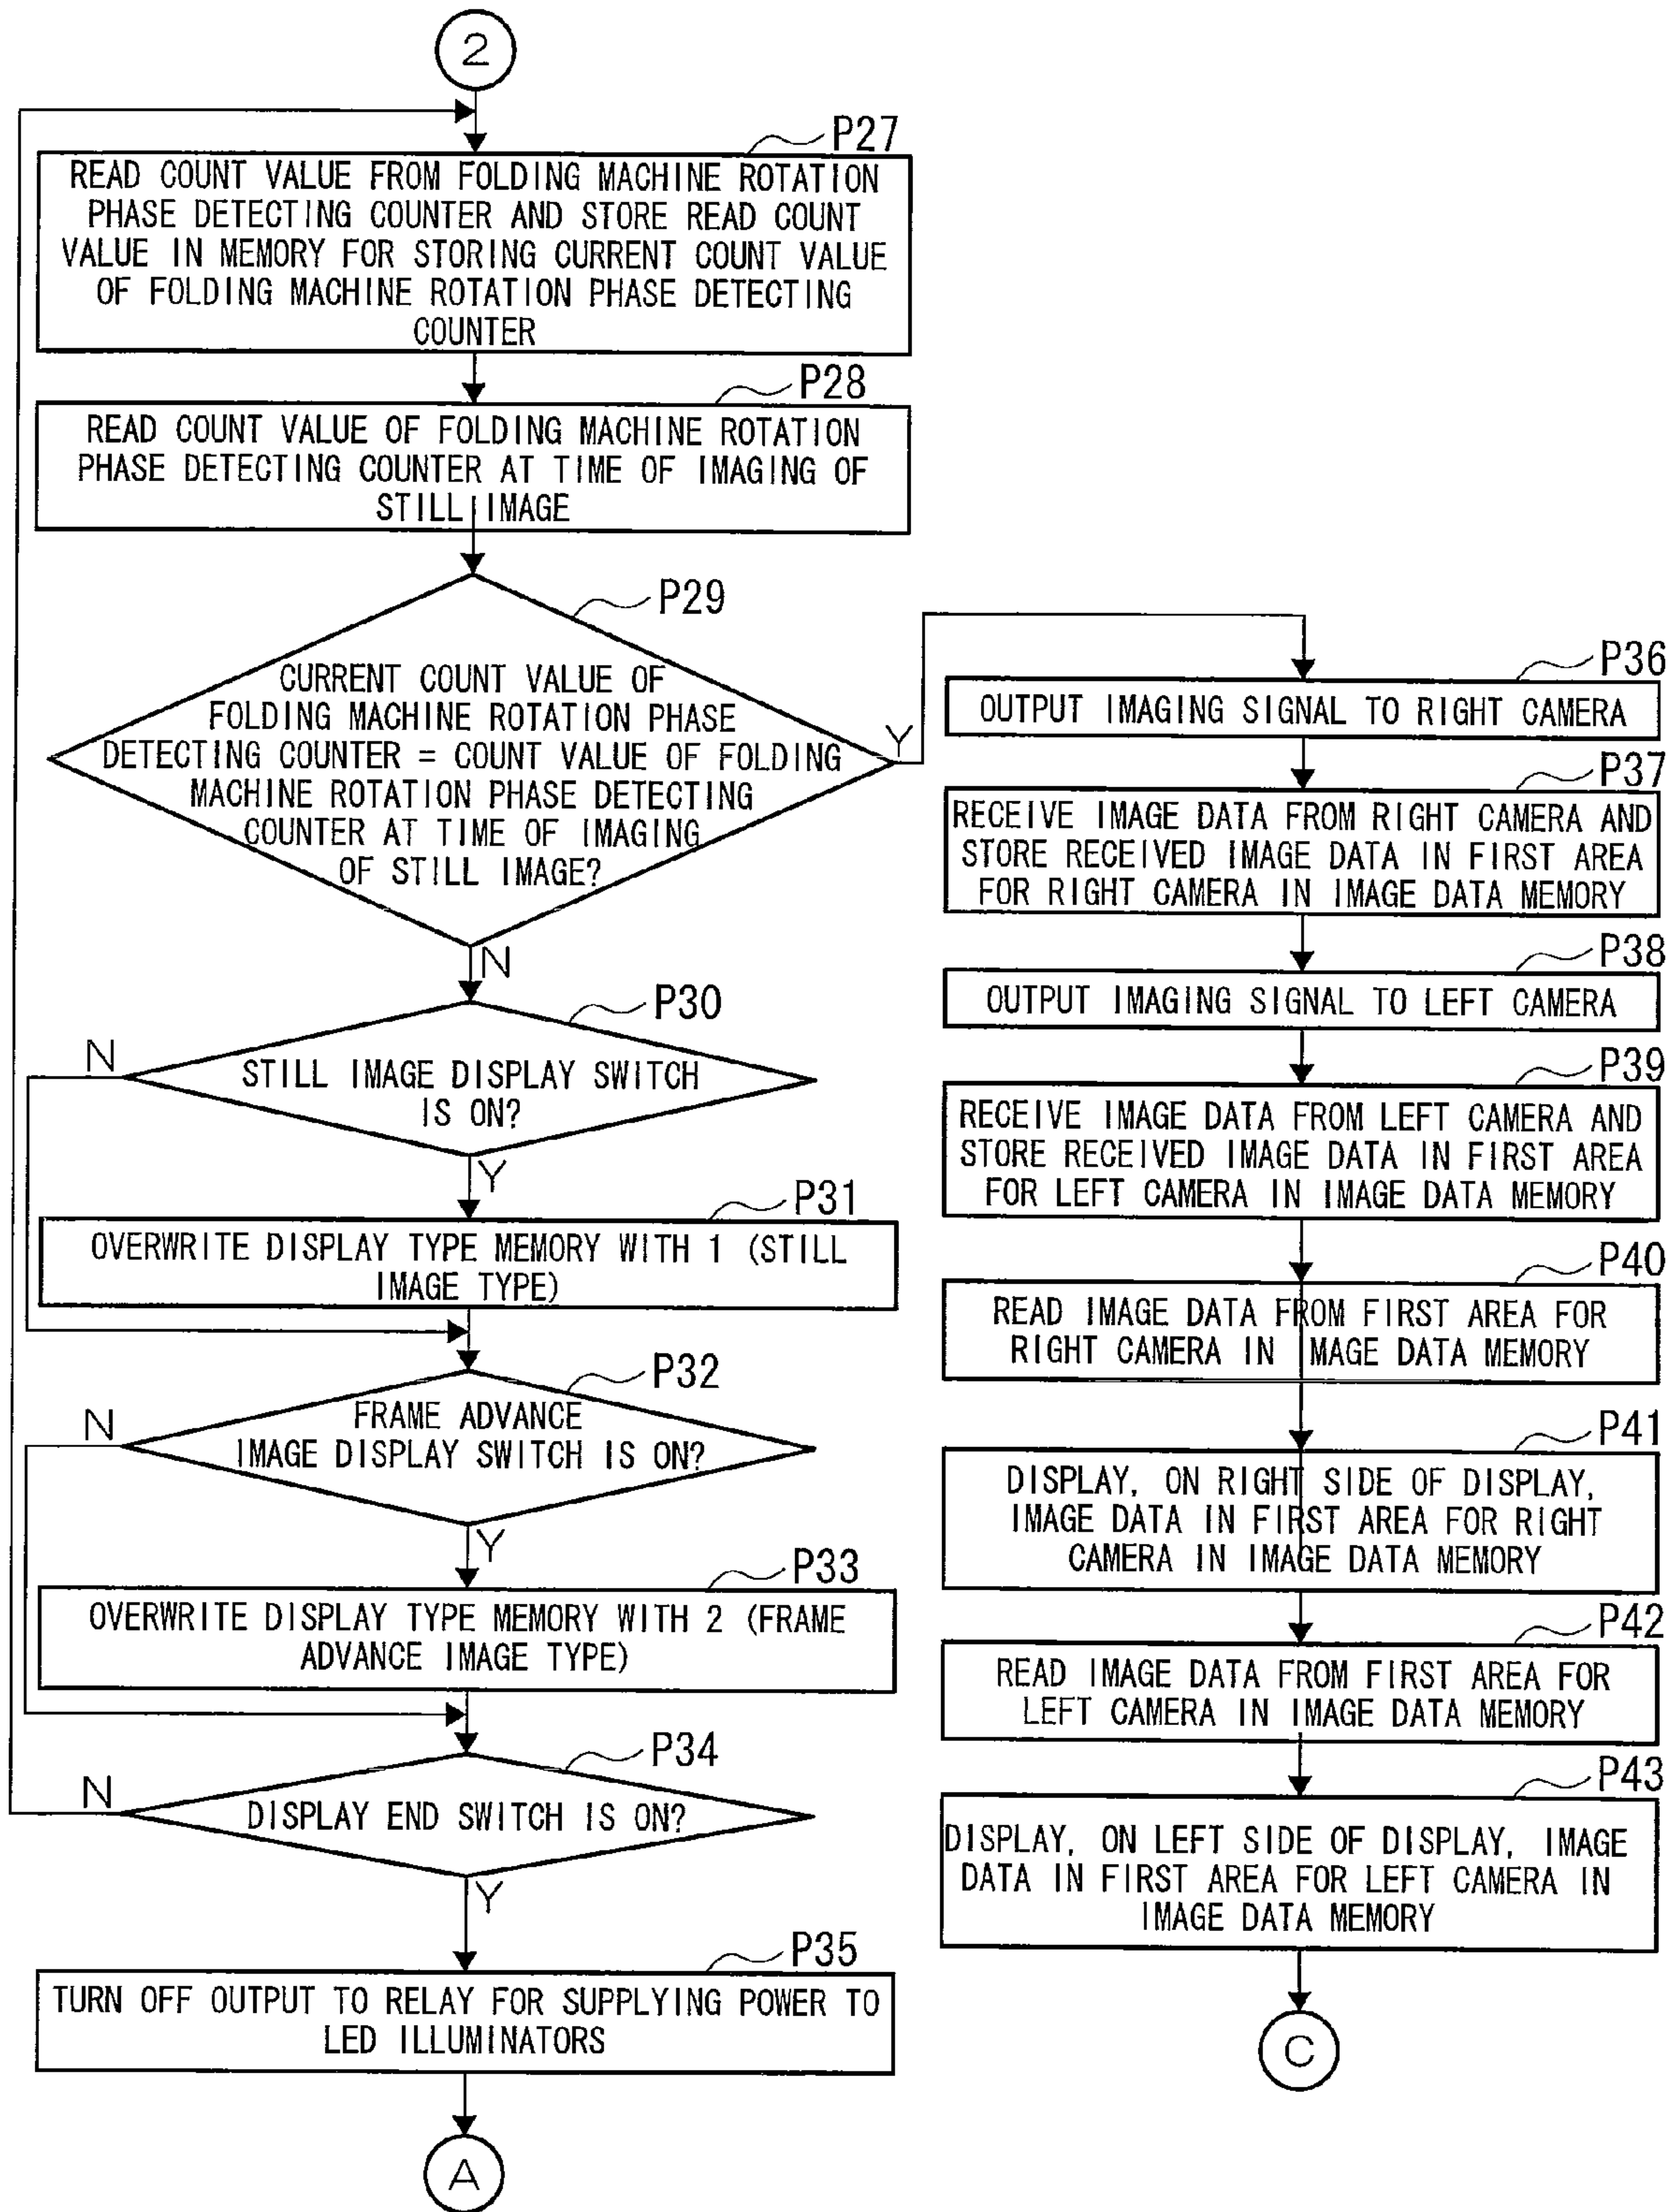 2
P27
READ COUNT VALUE FROM FOLDING MACHINE ROTATION
PHASE DETECTING COUNTER AND STORE READ COUNT
VALUE IN MEMORY FOR STORING CURRENT COUNT VALUE
OF FOLDING MACHINE ROTATION PHASE DETECTING
COUNTER
P28
READ COUNT VALUE OF FOLDING MACHINE ROTATION
PHASE DETECTING COUNTER AT TIME OF IMAGING OF
STILL IMAGE
P29
CURRENT COUNT VALUE OF
FOLDING MACHINE ROTATION PHASE
DETECTING COUNTER = COUNT VALUE OF FOLDING
MACHINE ROTATION PHASE DETECTING
COUNTER AT TIME OF IMAGING
OF STILL IMAGE?
Y
N
P30
N
STILL IMAGE DISPLAY SWITCH
IS ON?
Y
P31
OVERWRITE DISPLAY TYPE MEMORY WITH 1 (STILL
IMAGE TYPE)
P32
N
FRAME ADVANCE
IMAGE DISPLAY SWITCH IS ON?
Y
P33
OVERWRITE DISPLAY TYPE MEMORY WITH 2 (FRAME
ADVANCE IMAGE TYPE)
P34
N
DISPLAY END SWITCH IS ON?
Y
P35
TURN OFF OUTPUT TO RELAY FOR SUPPLYING POWER TO
LED ILLUMINATORS
A
P36
OUTPUT IMAGING SIGNAL TO RIGHT CAMERA
P37
RECEIVE IMAGE DATA FROM RIGHT CAMERA AND
STORE RECEIVED IMAGE DATA IN FIRST AREA
FOR RIGHT CAMERA IN IMAGE DATA MEMORY
P38
OUTPUT IMAGING SIGNAL TO LEFT CAMERA
P39
RECEIVE IMAGE DATA FROM LEFT CAMERA AND
STORE RECEIVED IMAGE DATA IN FIRST AREA
FOR LEFT CAMERA IN IMAGE DATA MEMORY
P40
READ IMAGE DATA FROM FIRST AREA FOR
RIGHT CAMERA IN IMAGE DATA MEMORY
P41
DISPLAY, ON RIGHT SIDE OF DISPLAY,
IMAGE DATA IN FIRST AREA FOR RIGHT
CAMERA IN IMAGE DATA MEMORY
P42
READ IMAGE DATA FROM FIRST AREA FOR
LEFT CAMERA IN IMAGE DATA MEMORY
P43
DISPLAY, ON LEFT SIDE OF DISPLAY, IMAGE
DATA IN FIRST AREA FOR LEFT CAMERA IN
IMAGE DATA MEMORY
C